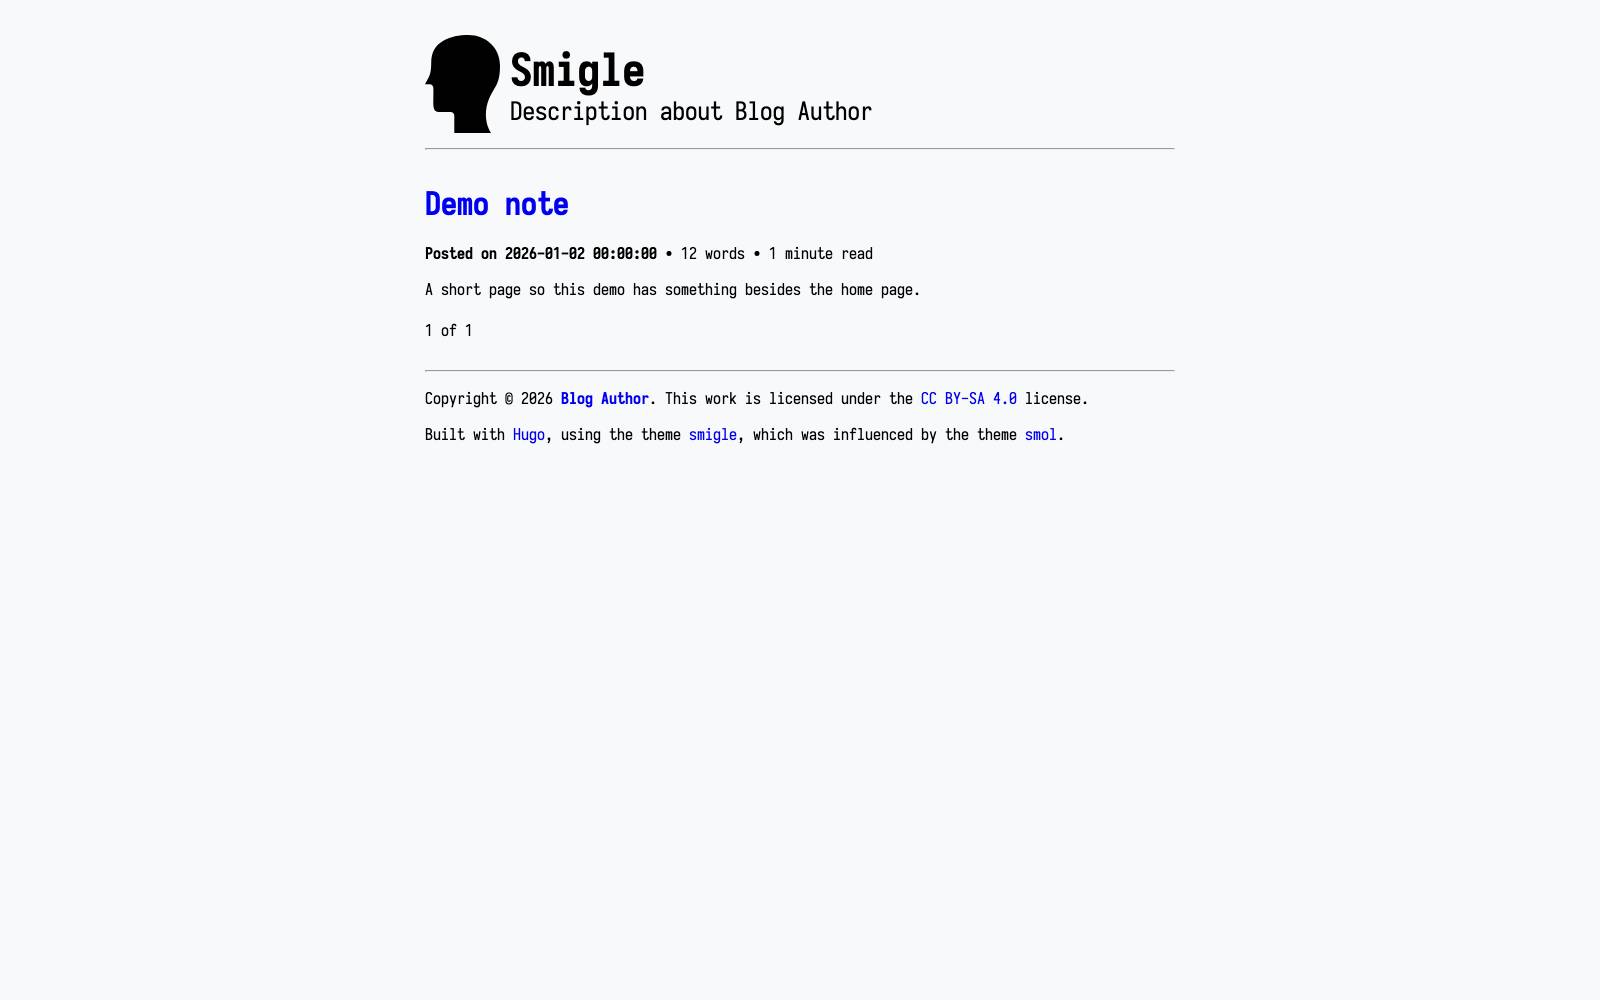 Smigle
Description about Blog Author
Demo note
Posted on 2026-01-02 00:00:00 • 12 words • 1 minute read
A short page so this demo has something besides the home page.
1 of 1
Copyright © 2026 Blog Author. This work is licensed under the CC BY-SA 4.0 license.
Built with Hugo, using the theme smigle, which was influenced by the theme smol.